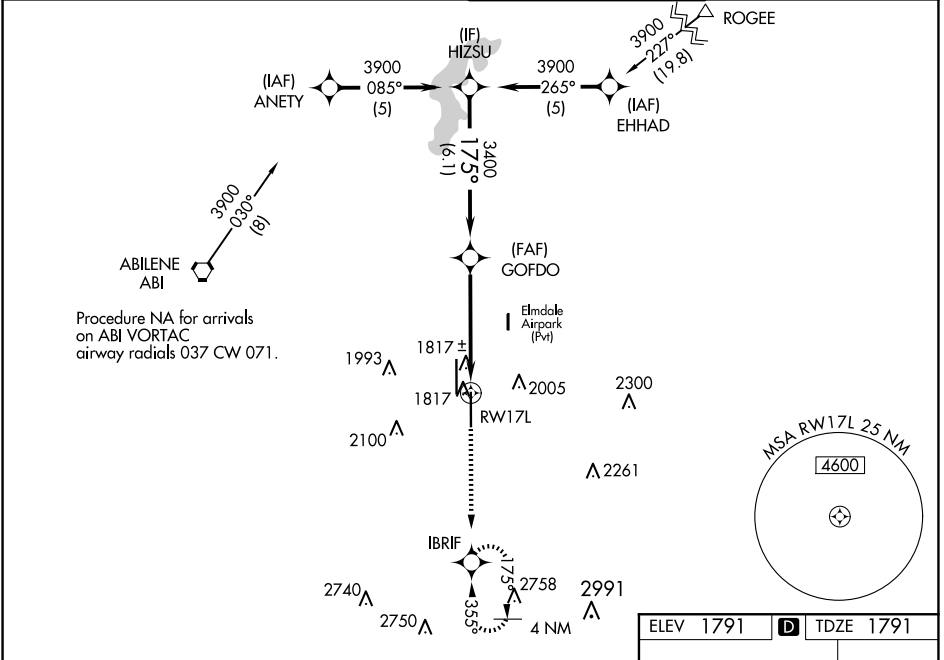 ROGEE
3900
227°
(19.8)
(IF)
HIZSU
(IAF)
ANETY
3900
085°
(5)
3900
265°
(5)
(IAF)
EHHAD
3400
175°
(6.1)
3900
030°
(8)
ABILENE
ABI
(FAF)
GOFDO
Procedure NA for arrivals
on ABI VORTAC
airway radials 037 CW 071.
Elmdale
Airpark
(Pvt)
1993
1817 ±
1817
2005
2300
RW17L
2100
2261
MSA RW17L 25 NM
4600
IBRIF
175°
355°
4 NM
2740
2750
2758
2991
ELEV 1791 D TDZE 1791